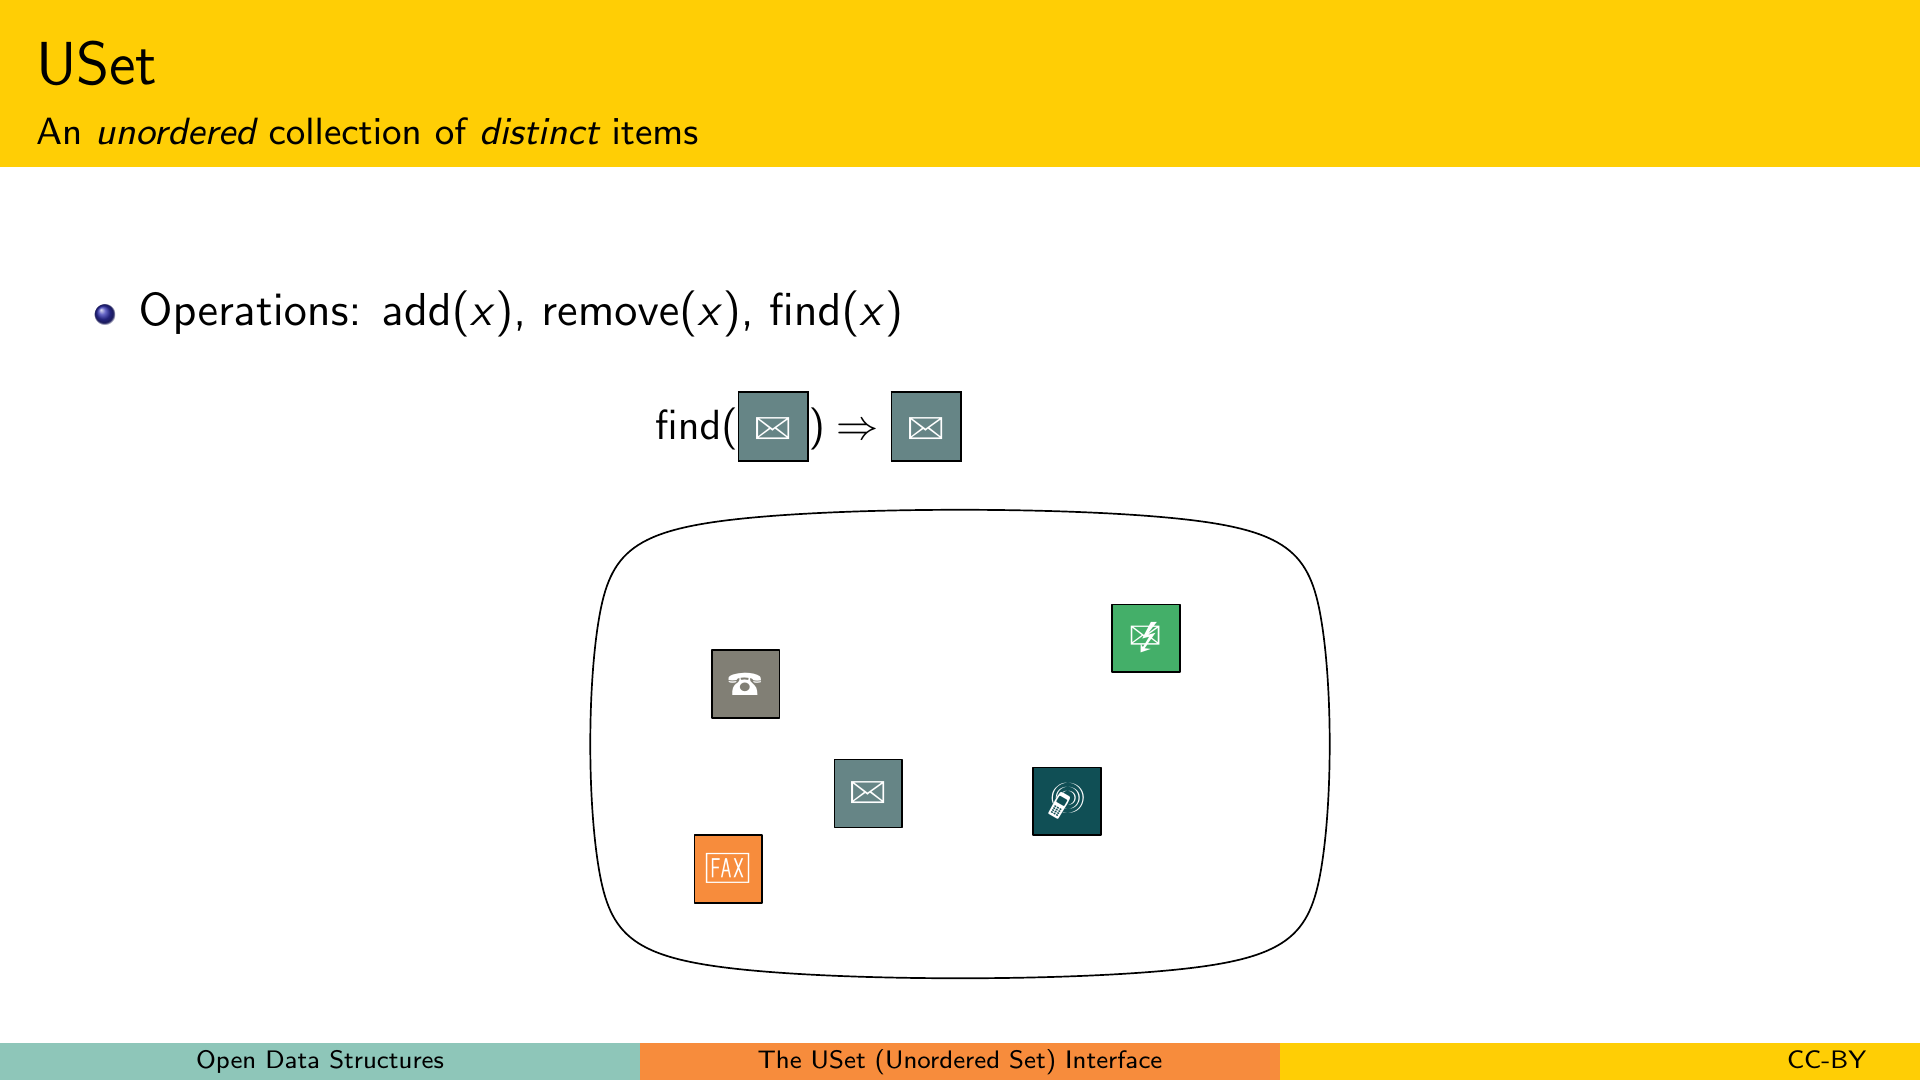 USet
An unordered collection of distinct items
Operations: add(x), remove(x), find(x)
find(✉) ⇒ ✉
FAX
Open Data Structures
The USet (Unordered Set) Interface
CC-BY